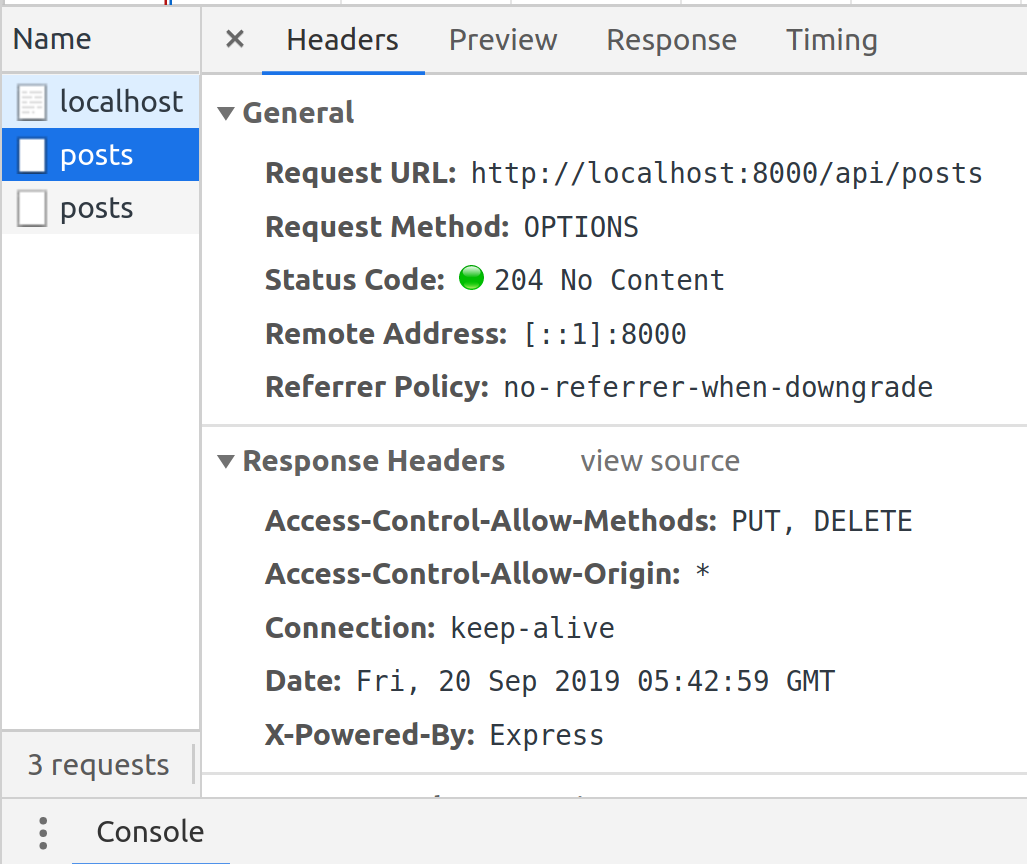 Name
× Headers Preview Response Timing
localhost
posts
posts
▼ General
Request URL: http://localhost:8000/api/posts
Request Method: OPTIONS
Status Code: 204 No Content
Remote Address: [::1]:8000
Referrer Policy: no-referrer-when-downgrade
▼ Response Headers view source
Access-Control-Allow-Methods: PUT, DELETE
Access-Control-Allow-Origin: *
Connection: keep-alive
Date: Fri, 20 Sep 2019 05:42:59 GMT
X-Powered-By: Express
3 requests
Console